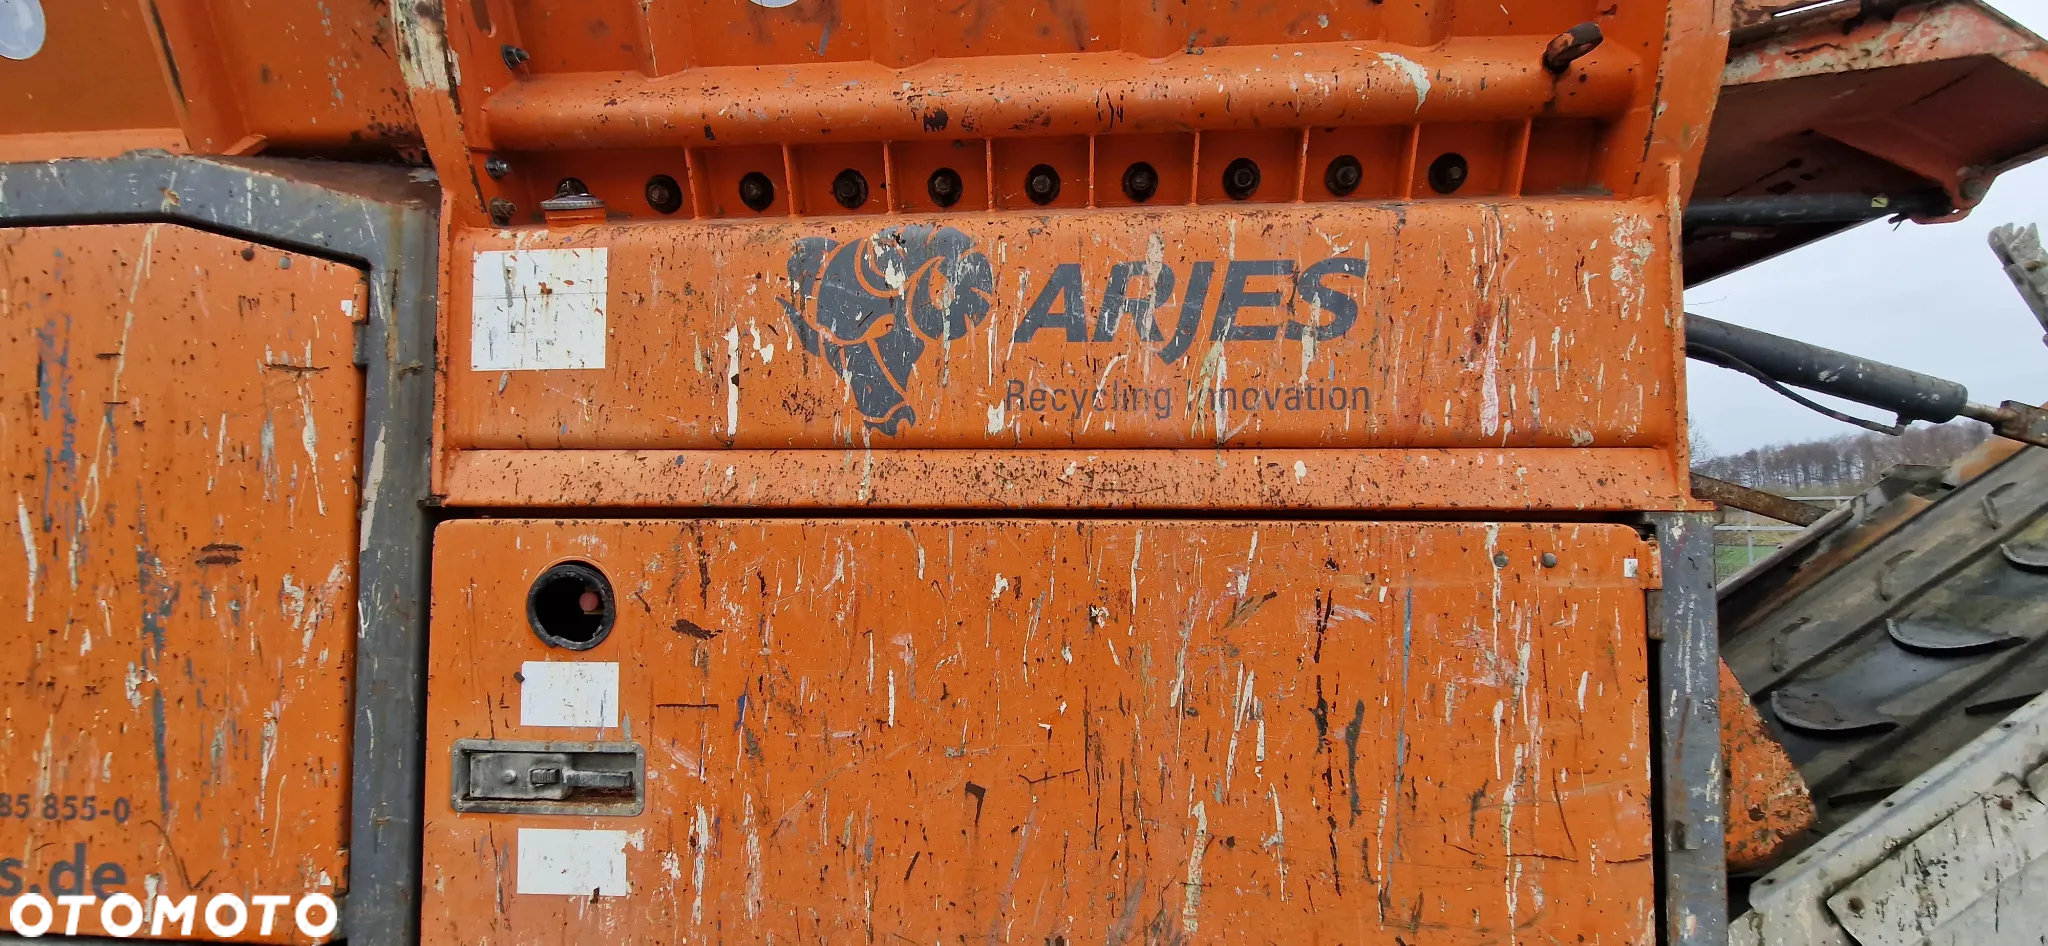 ARJES
Recycling Innovation
85 855-0
s.de
OTOMOTO